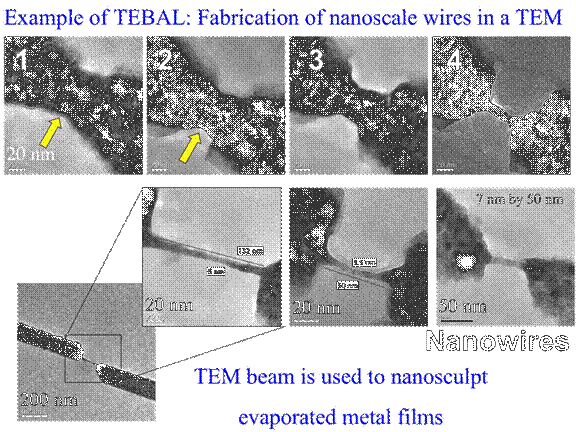 Example of TEBAL: Fabrication of nanoscale wires in a TEM
1 2 3 4
20 nm
7 nm by 50 nm
20 nm
20 nm
50 nm
Nanowires
200 nm
TEM beam is used to nanosculpt
evaporated metal films